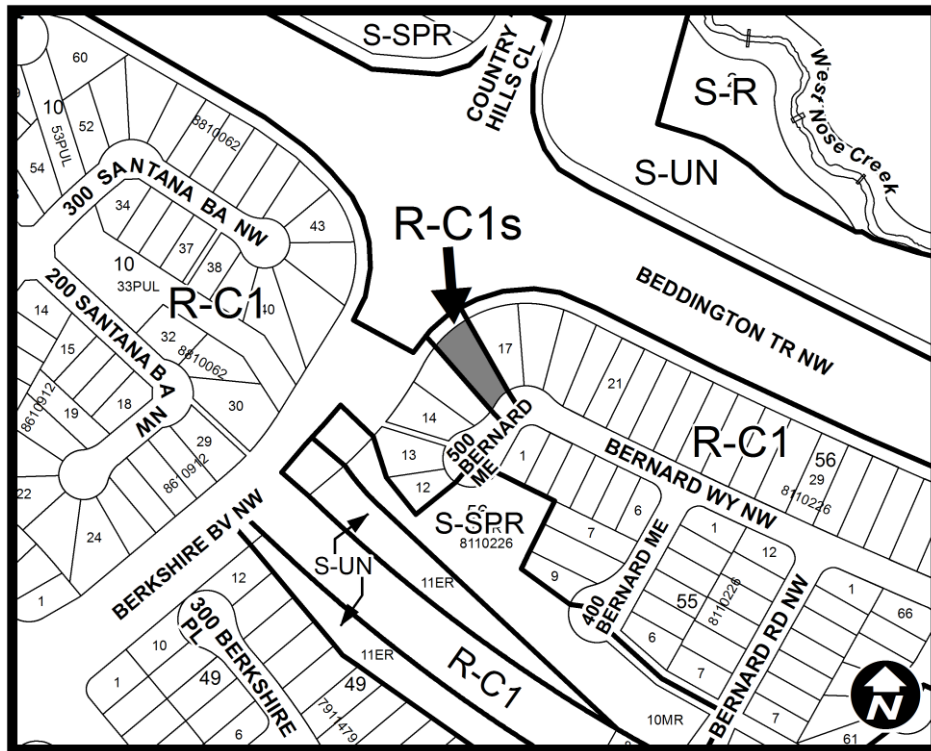 S-SPR
COUNTRY
HILLS CL
60
10
52
53PUL
54
8810062
S-R
West Nose Creek
S-UN
300 SANTANA BA NW
34
37
38
43
40
10
33PUL
R-C1
R-C1s
BEDDINGTON TR NW
200 SANTANA BA
NW
14
15
32
8810062
19
18
30
8610912
29
8610912
22
24
1
17
21
14
13
12
500
BERNARD
ME
1
R-C1
BERNARD WY NW
56
29
8110226
6
7
9
S-SPR
8110226
400
BERNARD ME
1
12
55
8110226
6
7
BERNARD RD NW
1
66
7
61
BERKSHIRE BV NW
S-UN
11ER
11ER
R-C1
12
10
1
49
300 BERKSHIRE
PL
49
7911479
6
10MR
N